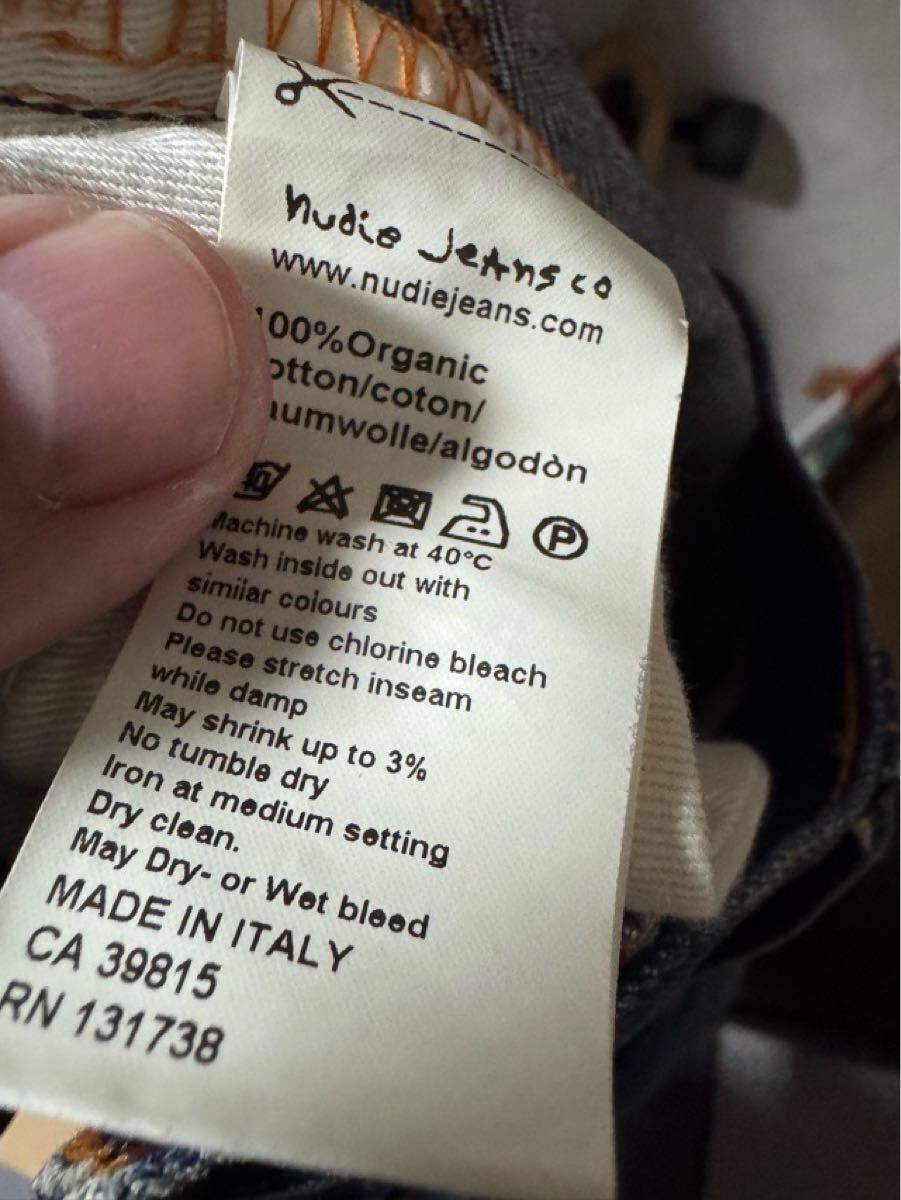 nudie Jeans co
www.nudiejeans.com
100%Organic
otton/coton/
umwolle/algodòn
P
Machine wash at 40°C
Wash inside out with
similar colours
Do not use chlorine bleach
Please stretch inseam
while damp
May shrink up to 3%
No tumble dry
Iron at medium setting
Dry clean.
May Dry- or Wet bleed
MADE IN ITALY
CA 39815
RN 131738